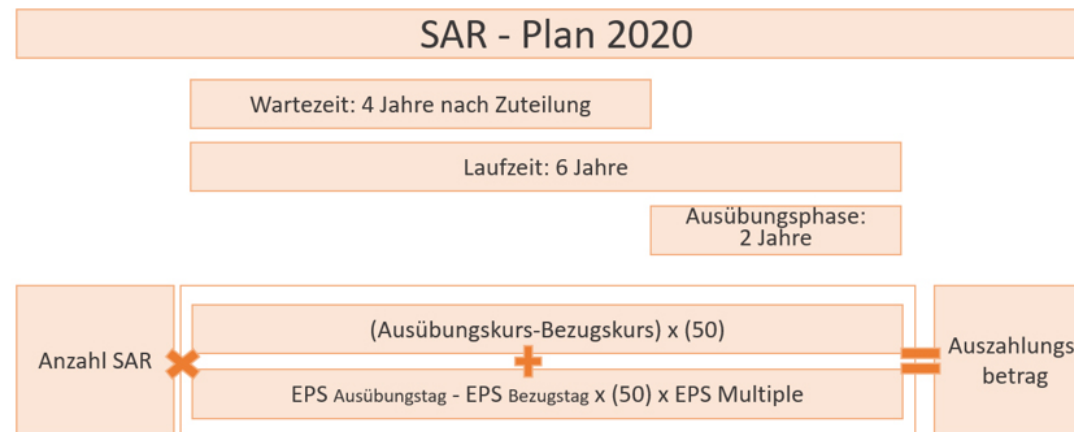 SAR - Plan 2020
Wartezeit: 4 Jahre nach Zuteilung
Laufzeit: 6 Jahre
Ausübungsphase:
2 Jahre
Anzahl SAR
(Ausübungskurs-Bezugskurs) x (50)
EPS Ausübungstag - EPS Bezugstag x (50) x EPS Multiple
Auszahlungs
betrag